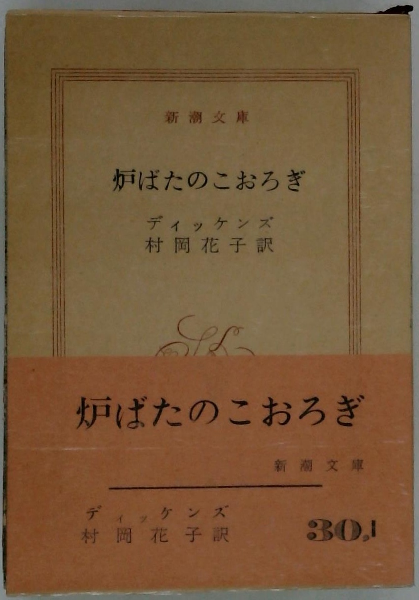 新潮文庫
炉ばたのこおろぎ
ディッケンズ
村岡花子訳
炉ばたのこおろぎ
新潮文庫
ディッケンズ
村岡花子訳
30